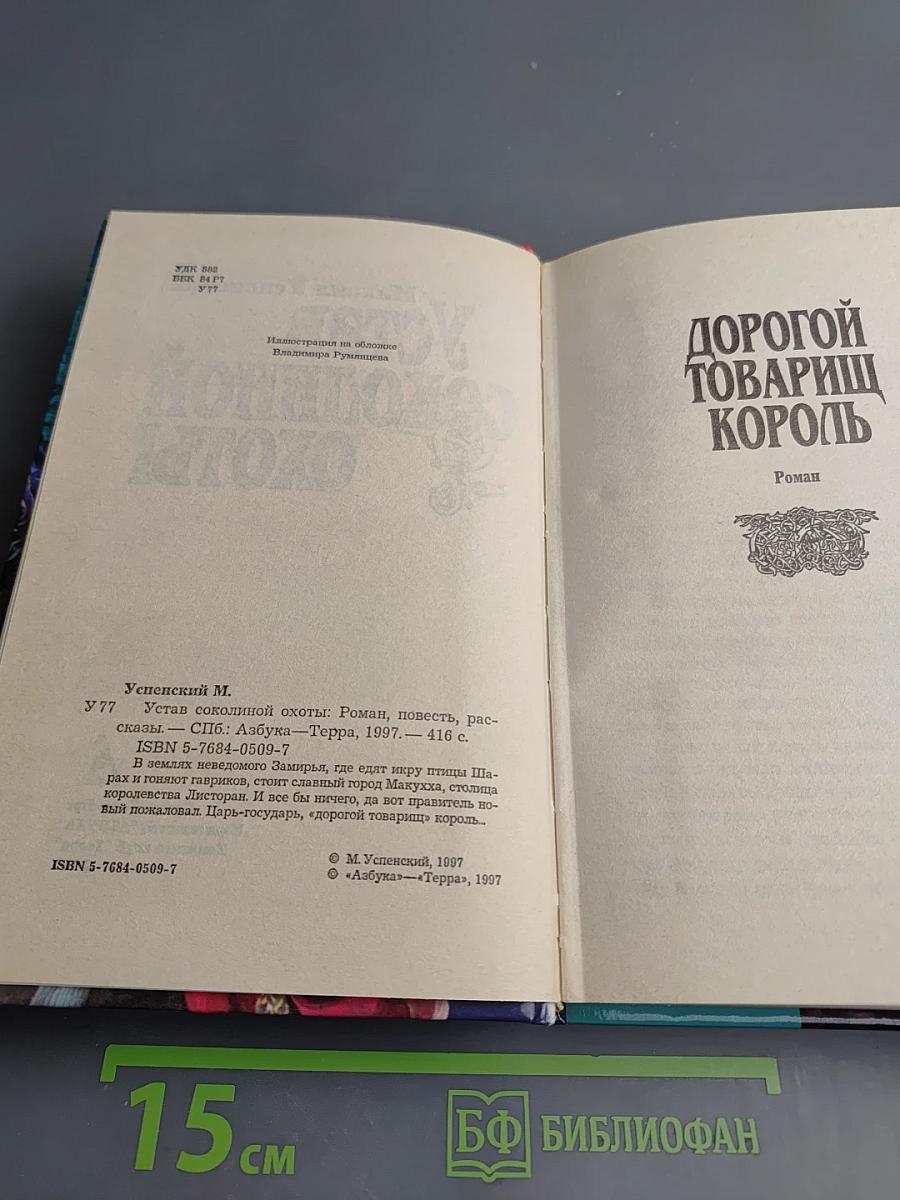 УДК 882
ББК 84 Р7
У 77
Иллюстрация на обложке
Владимира Румянцева
Успенский М.
У 77 Устав соколиной охоты: Роман, повесть, рас-
сказы. — СПб.: Азбука—Терра, 1997. — 416 с.
ISBN 5-7684-0509-7
В землях неведомого Замирья, где едят икру птицы Ша-
рах и гоняют гавриков, стоит славный город Макухха, столица
королевства Листоран. И все бы ничего, да вот правитель но-
вый пожаловал. Царь-государь, «дорогой товарищ» король...
ISBN 5-7684-0509-7
© М. Успенский, 1997
© «Азбука»—«Терра», 1997
ДОРОГОЙ
ТОВАРИЩ
КОРОЛЬ
Роман
15 см
БФ БИБЛИОФАН